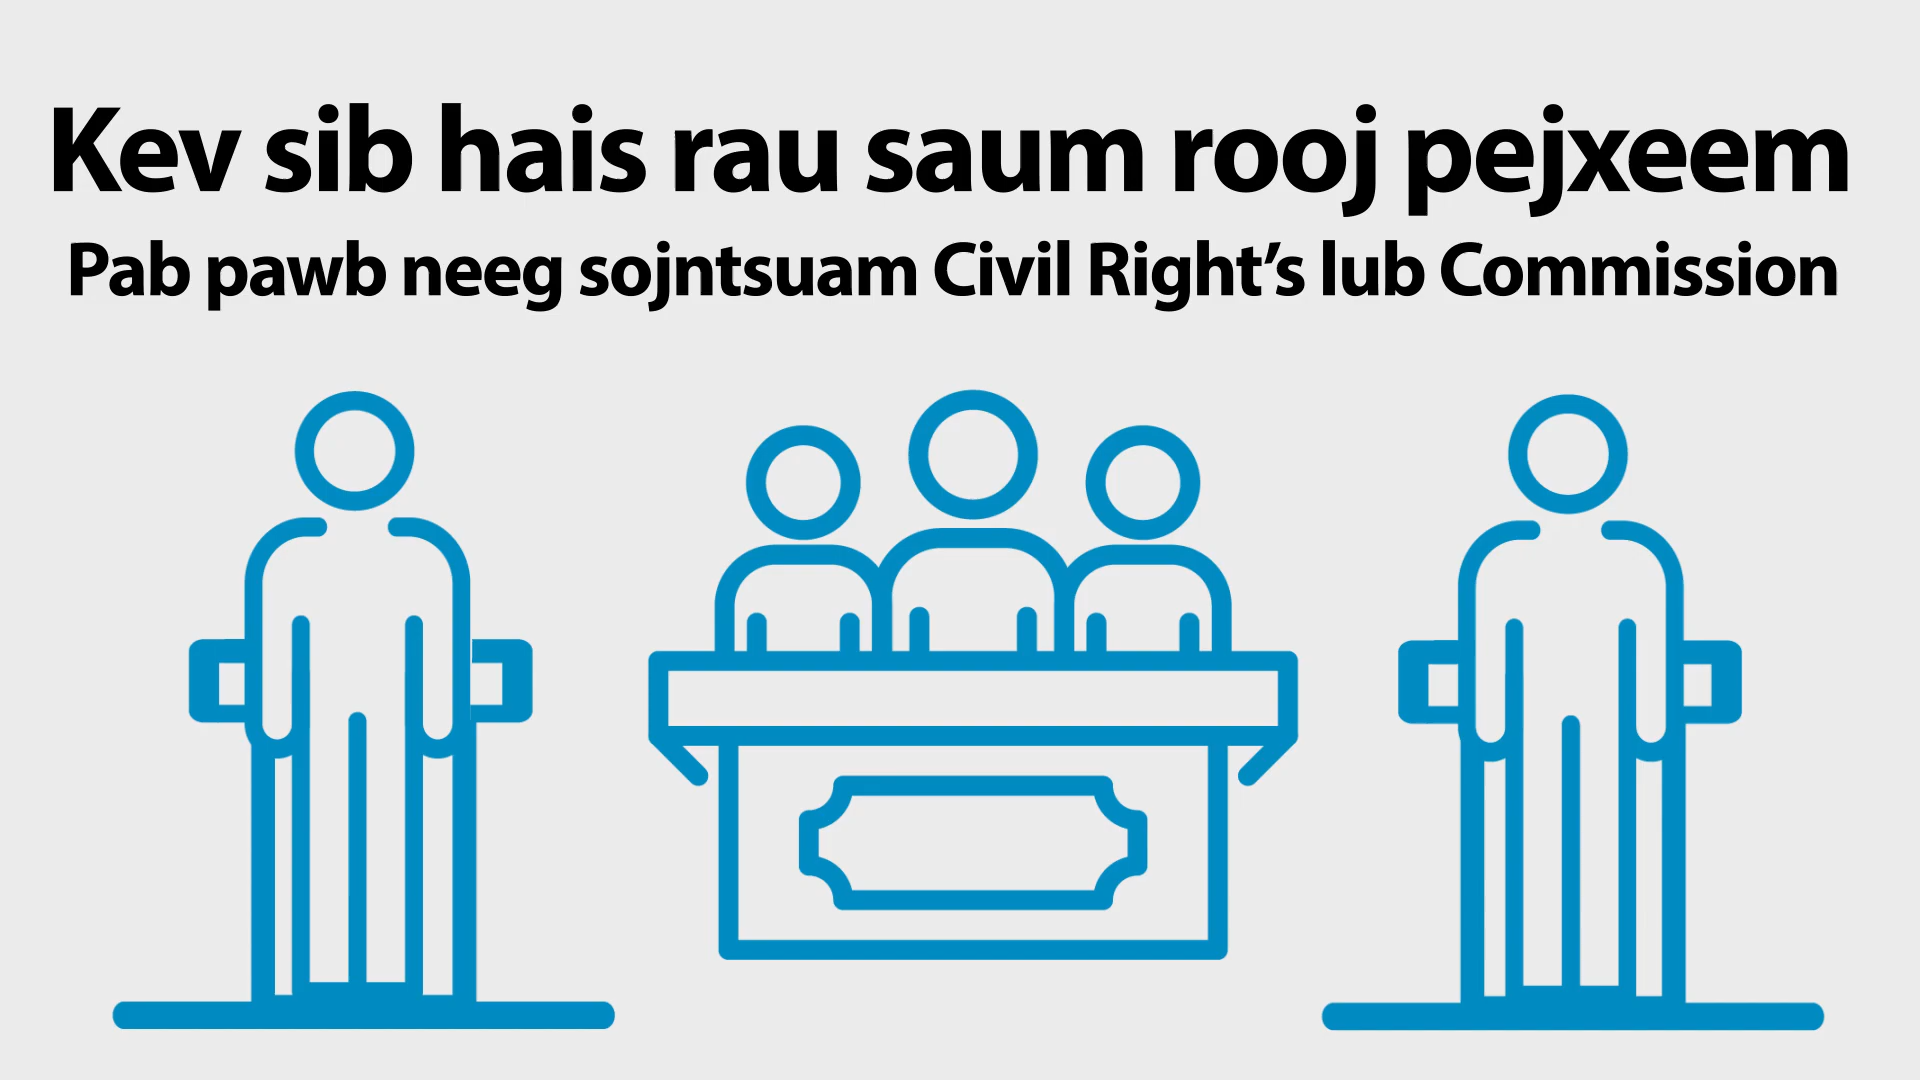 Kev sib hais rau saum rooj pejxeem
Pab pawb neeg sojntsuam Civil Right’s lub Commission